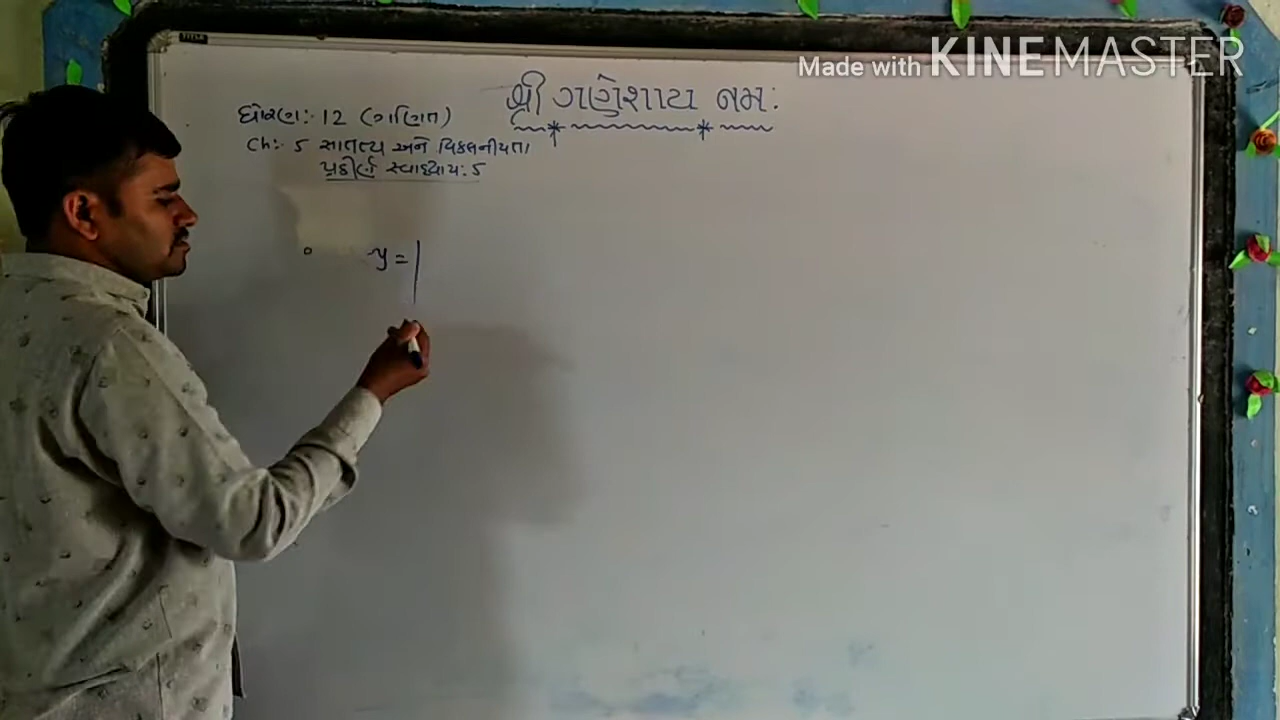 Made with KINEMASTER
શ્રી ગણેશાય નમઃ
ધોરણ:- 12 (ગણિત)
Ch:- 5 સાતત્ય અને વિકલનીયતા
પ્રકીર્ણ સ્વાધ્યાય: 5
y = |